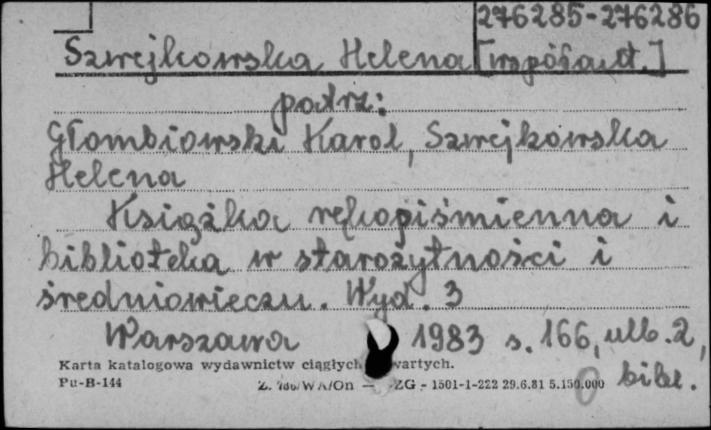 276285-276286
Szwejkowska Helena [współaut.]
podrz:
Głombiowski Karol, Szwejkowska
Helena
Książka rękopiśmienna i
biblioteka w starożytności i
średniowieczu. Wyd. 3
Warszawa 1983 s. 166, ulb. 2,
bibl.
Karta katalogowa wydawnictw ciągłych
Pu-B-144 ZG - 1501-1-222 29.6.81 5.150.000